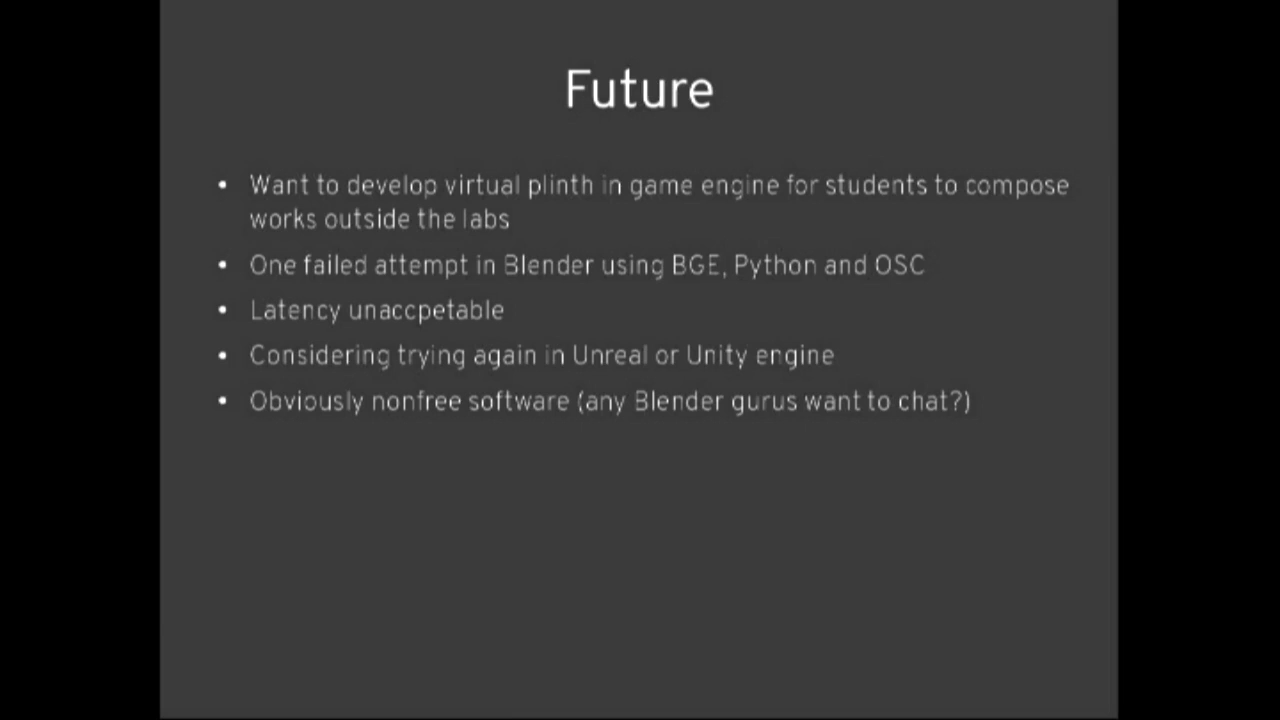 Future
• Want to develop virtual plinth in game engine for students to compose
works outside the labs
• One failed attempt in Blender using BGE, Python and OSC
• Latency unaccpetable
• Considering trying again in Unreal or Unity engine
• Obviously nonfree software (any Blender gurus want to chat?)